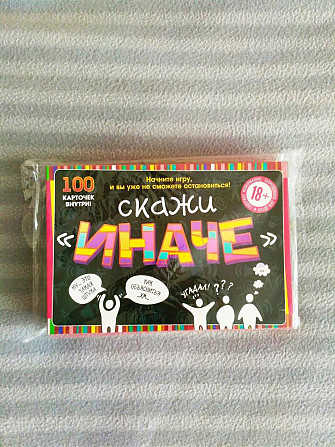 100
КАРТОЧЕК
ВНУТРИ!
Начните игру,
и вы уже не сможете остановиться!
18+
скажи
«ИНАЧЕ»
НУ...ЭТО
ТАКАЯ
ШТУКА
КАК
ОБЪЯСНИТЬ?
УГАДАЛ!
???